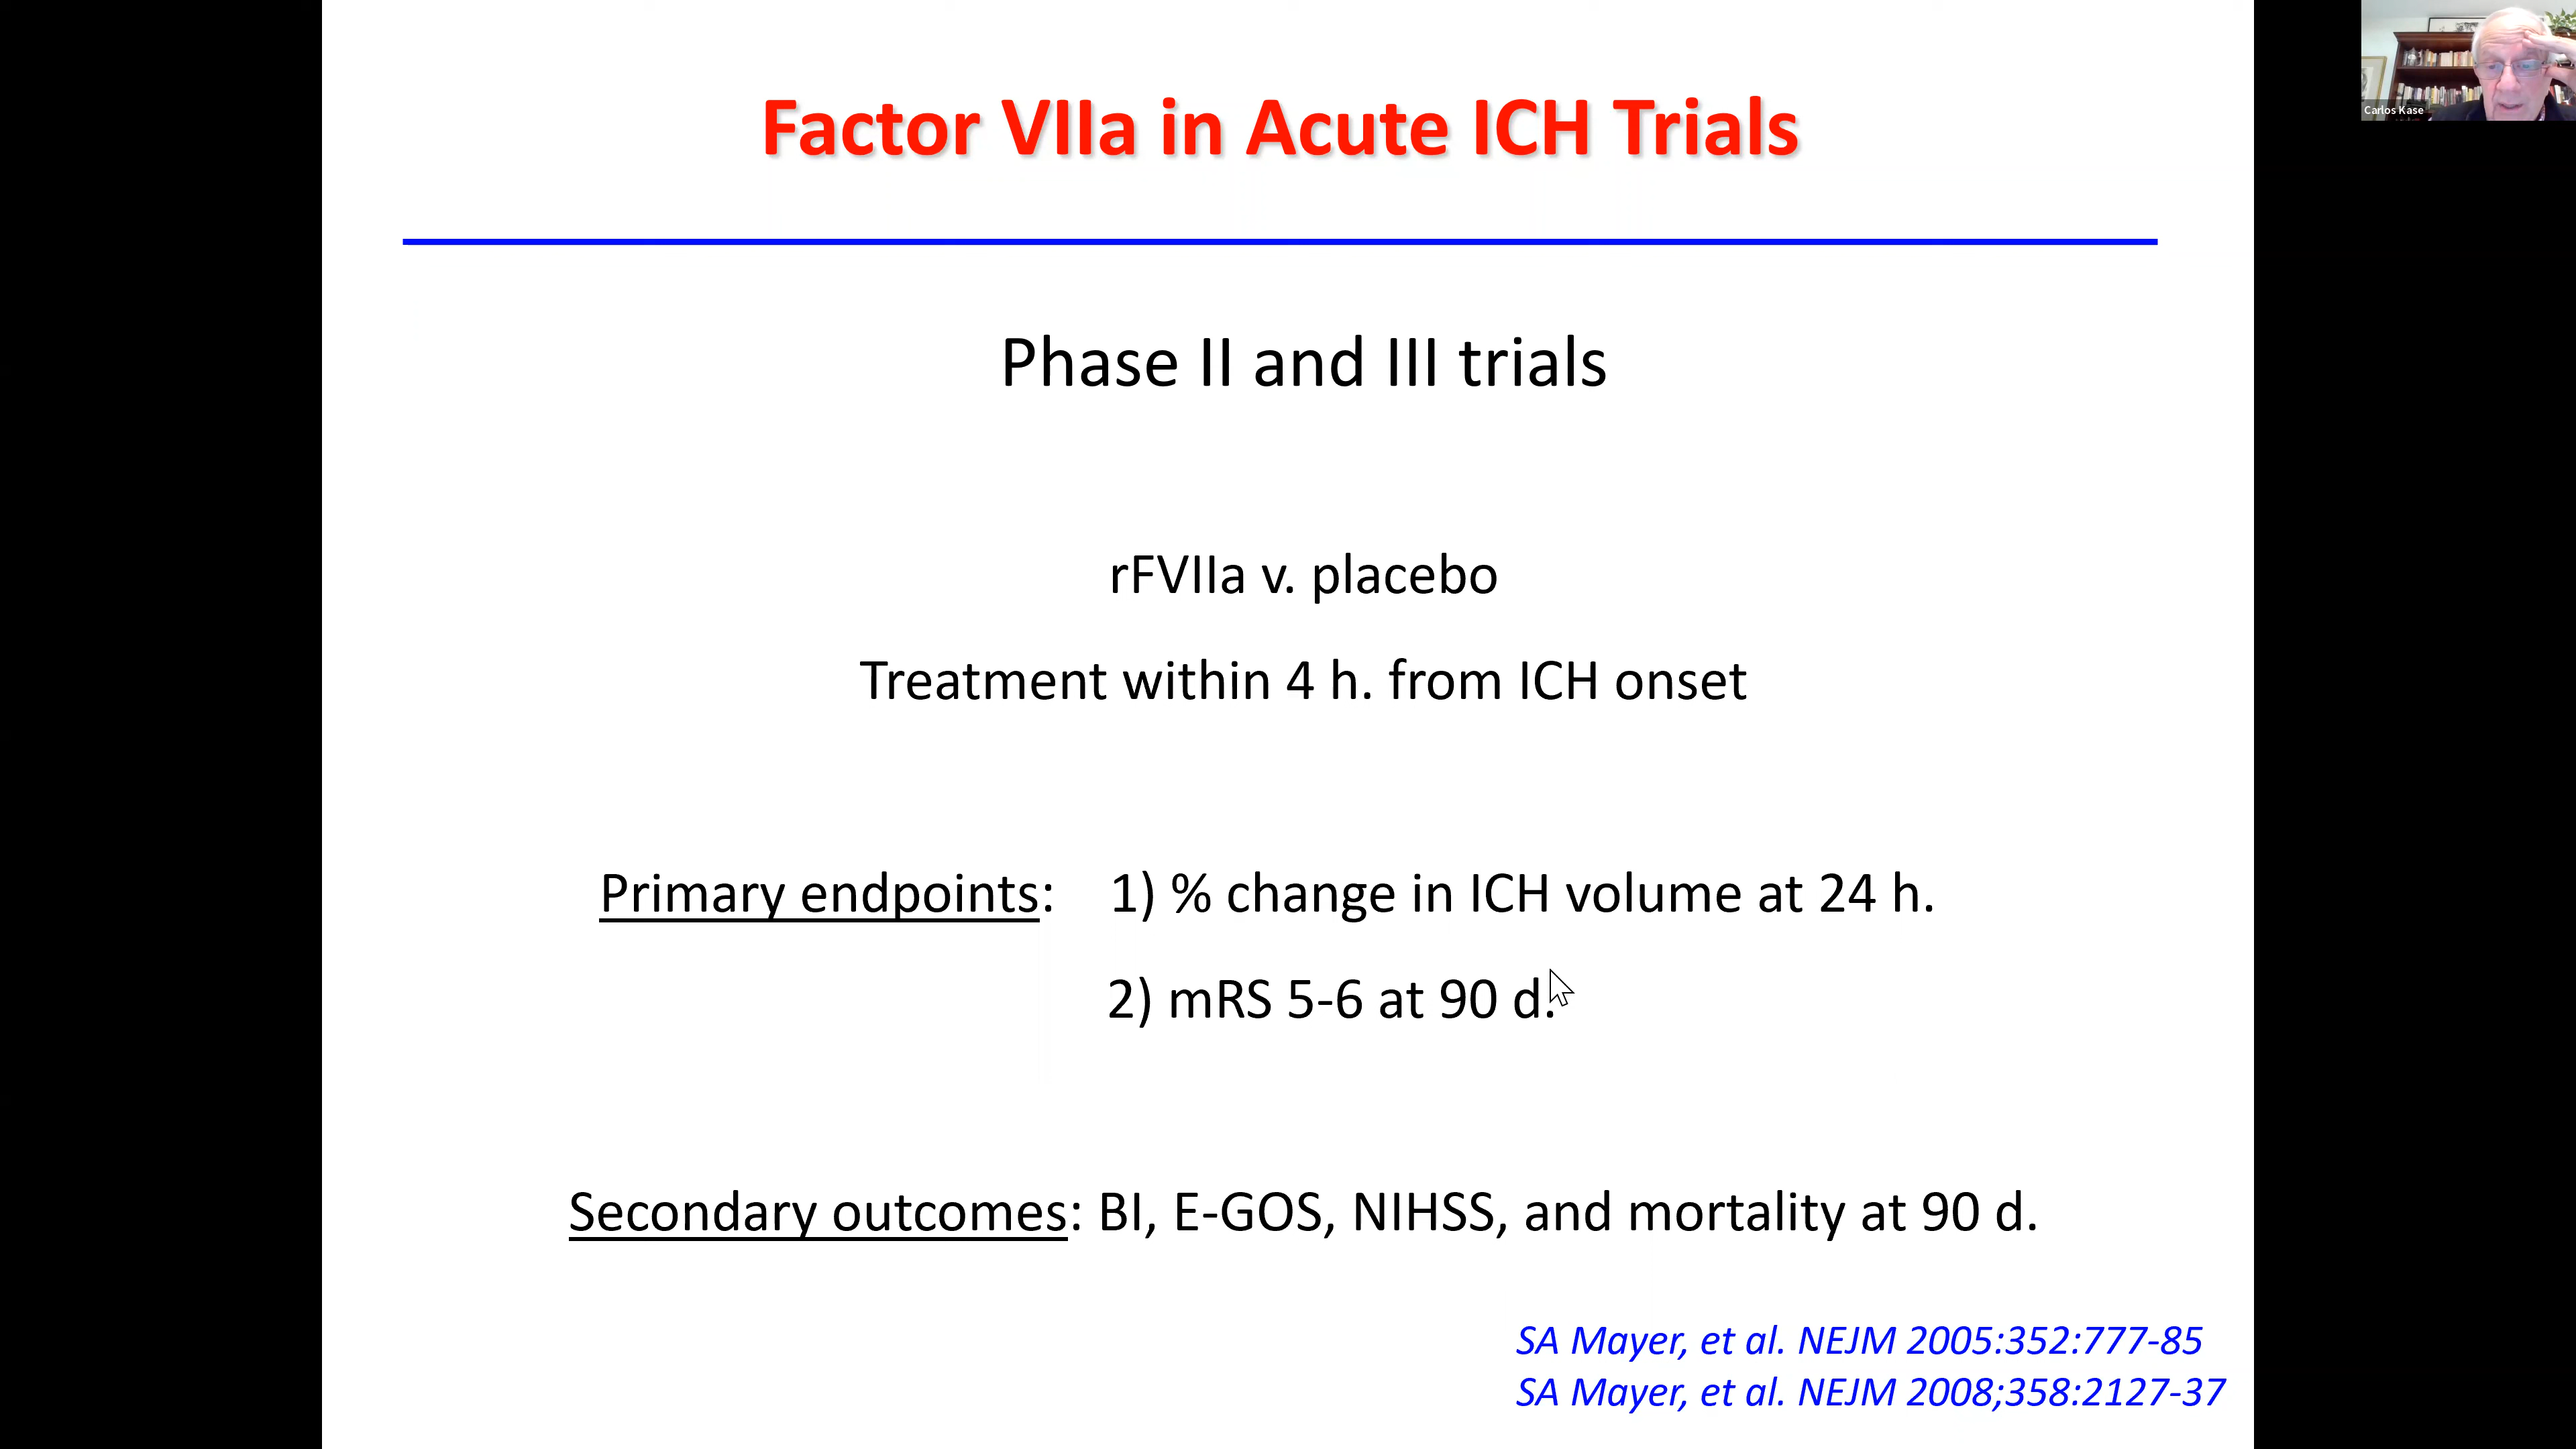 Factor VIIa in Acute ICH Trials
Carlos Kase
Phase II and III trials
rFVIIa v. placebo
Treatment within 4 h. from ICH onset
Primary endpoints: 1) % change in ICH volume at 24 h.
2) mRS 5-6 at 90 d.
Secondary outcomes: BI, E-GOS, NIHSS, and mortality at 90 d.
SA Mayer, et al. NEJM 2005:352:777-85
SA Mayer, et al. NEJM 2008;358:2127-37